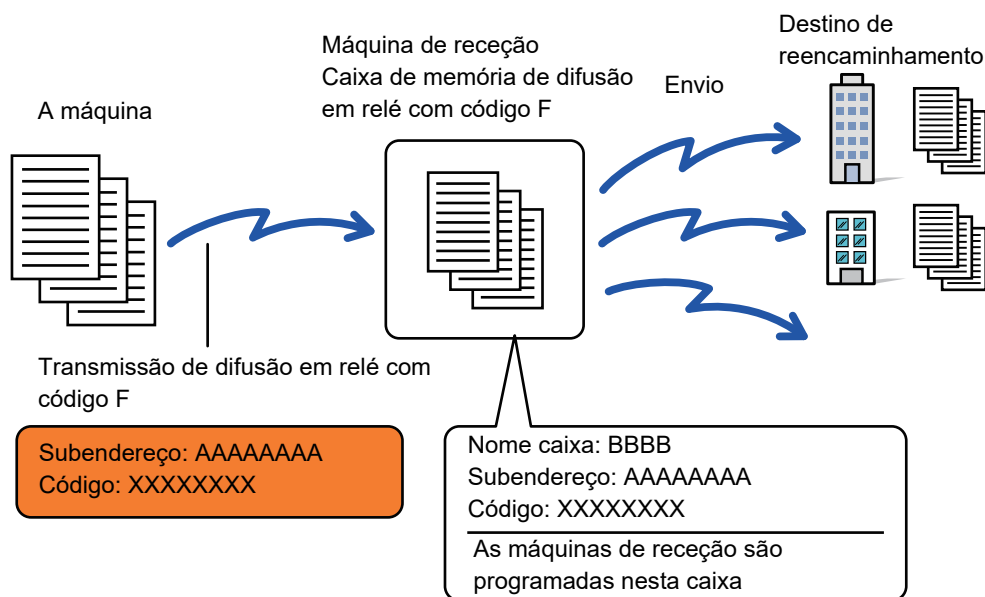 A máquina
Máquina de receção
Caixa de memória de difusão
em relé com código F
Envio
Destino de
reencaminhamento
Transmissão de difusão em relé com
código F
Subendereço: AAAAAAAA
Código: XXXXXXXX
Nome caixa: BBBB
Subendereço: AAAAAAAA
Código: XXXXXXXX
As máquinas de receção são
programadas nesta caixa